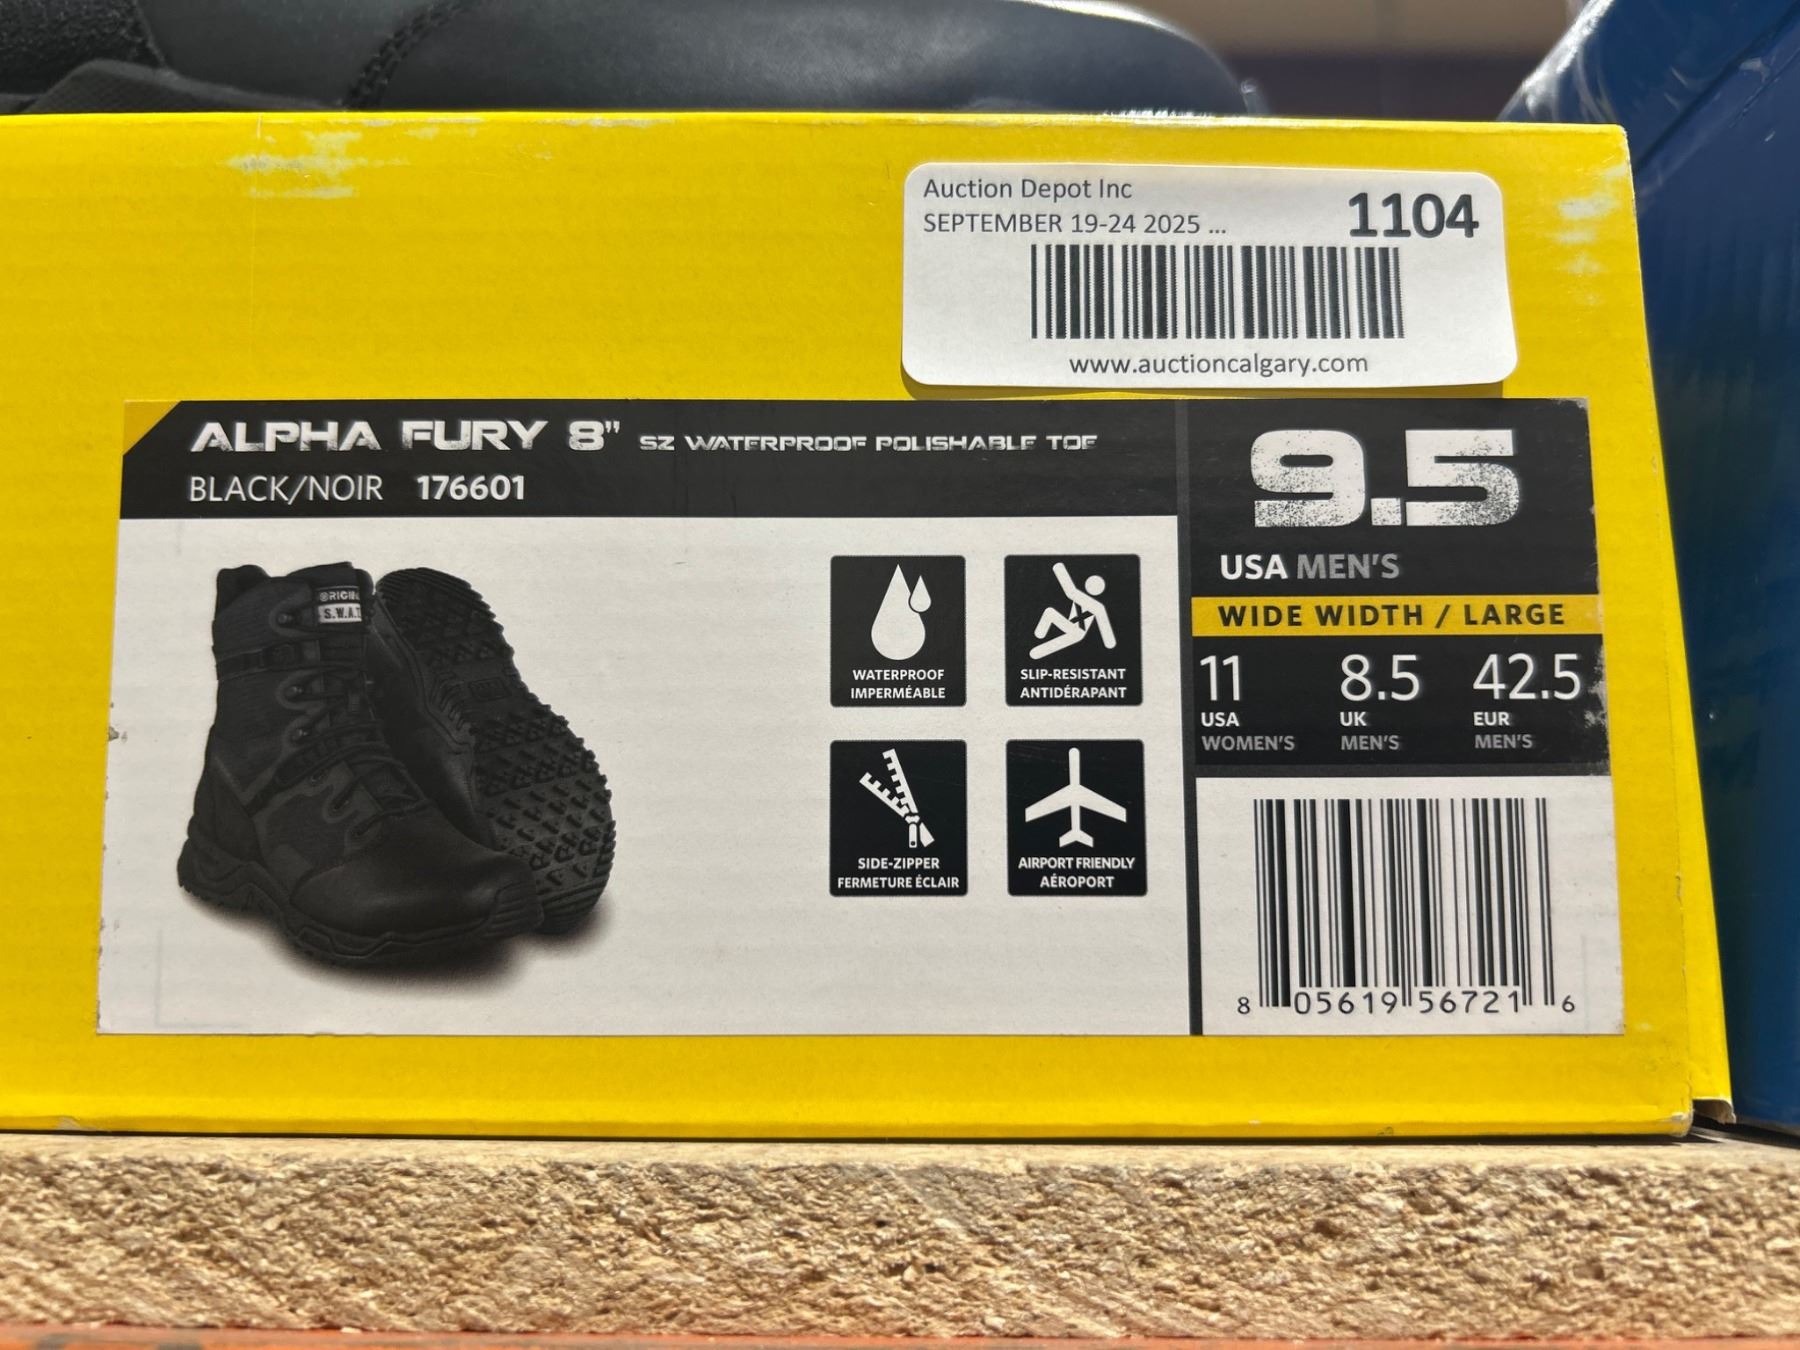 Auction Depot Inc
SEPTEMBER 19-24 2025 ...
1104
www.auctioncalgary.com
ALPHA FURY 8" SZ WATERPROOF POLISHABLE TOE
BLACK/NOIR 176601
S.W.A.T
WATERPROOF
IMPERMÉABLE
SLIP-RESISTANT
ANTIDÉRAPANT
SIDE-ZIPPER
FERMETURE ÉCLAIR
AIRPORT FRIENDLY
AÉROPORT
9.5
USA MEN'S
WIDE WIDTH / LARGE
11
USA
WOMEN'S
8.5
UK
MEN'S
42.5
EUR
MEN'S
8 05619 56721 6